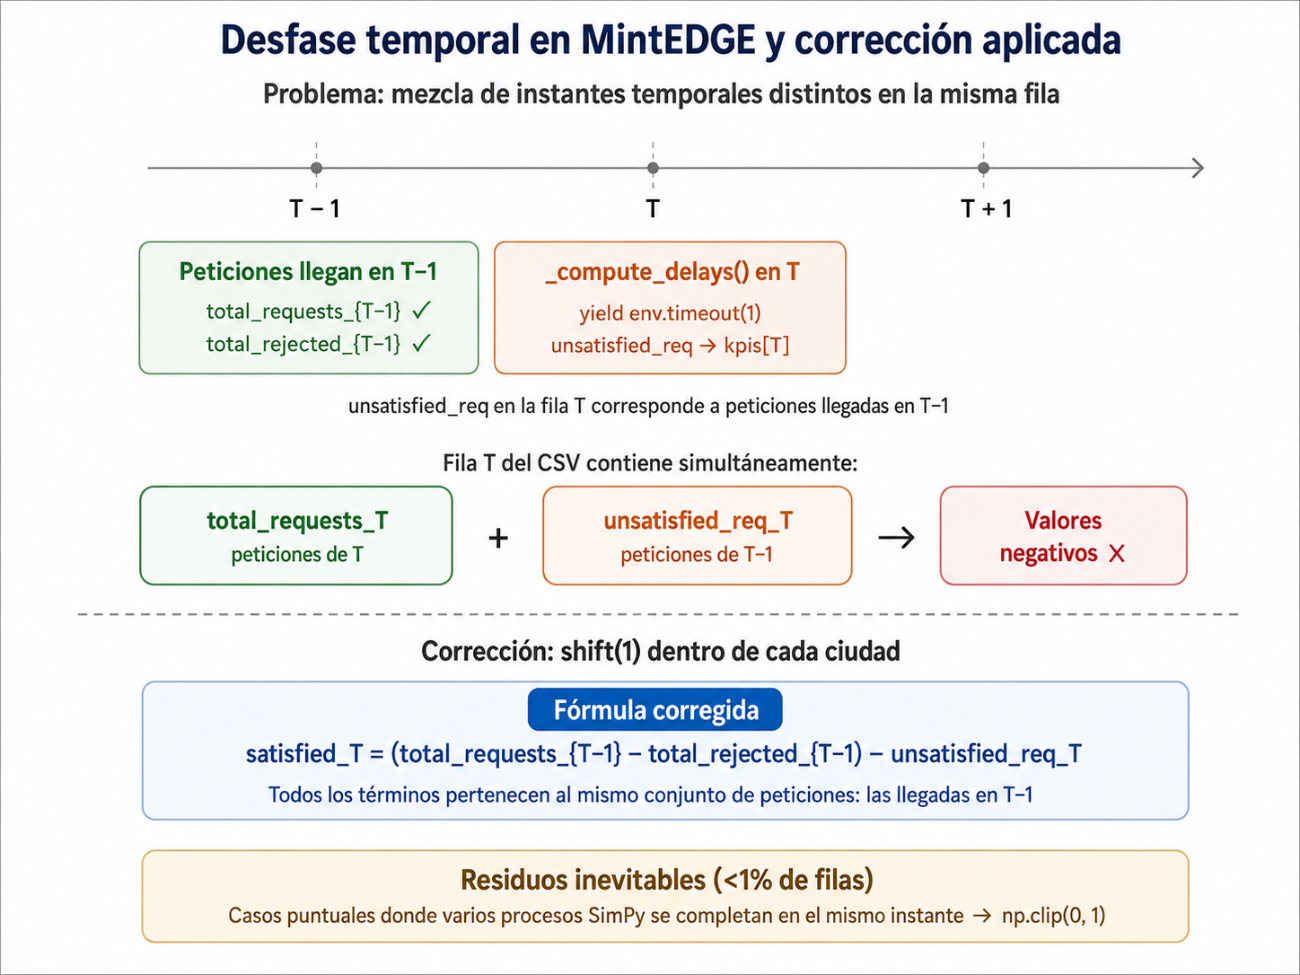 Desfase temporal en MintEDGE y corrección aplicada
Problema: mezcla de instantes temporales distintos en la misma fila
T − 1
T
T + 1
Peticiones llegan en T−1
total_requests_{T−1} ✓
total_rejected_{T−1} ✓
_compute_delays() en T
yield env.timeout(1)
unsatisfied_req → kpis[T]
unsatisfied_req en la fila T corresponde a peticiones llegadas en T−1
Fila T del CSV contiene simultáneamente:
total_requests_T
peticiones de T
+
unsatisfied_req_T
peticiones de T−1
→
Valores
negativos X
Corrección: shift(1) dentro de cada ciudad
Fórmula corregida
satisfied_T = (total_requests_{T−1} − total_rejected_{T−1) − unsatisfied_req_T
Todos los términos pertenecen al mismo conjunto de peticiones: las llegadas en T−1
Residuos inevitables (<1% de filas)
Casos puntuales donde varios procesos SimPy se completan en el mismo instante → np.clip(0, 1)